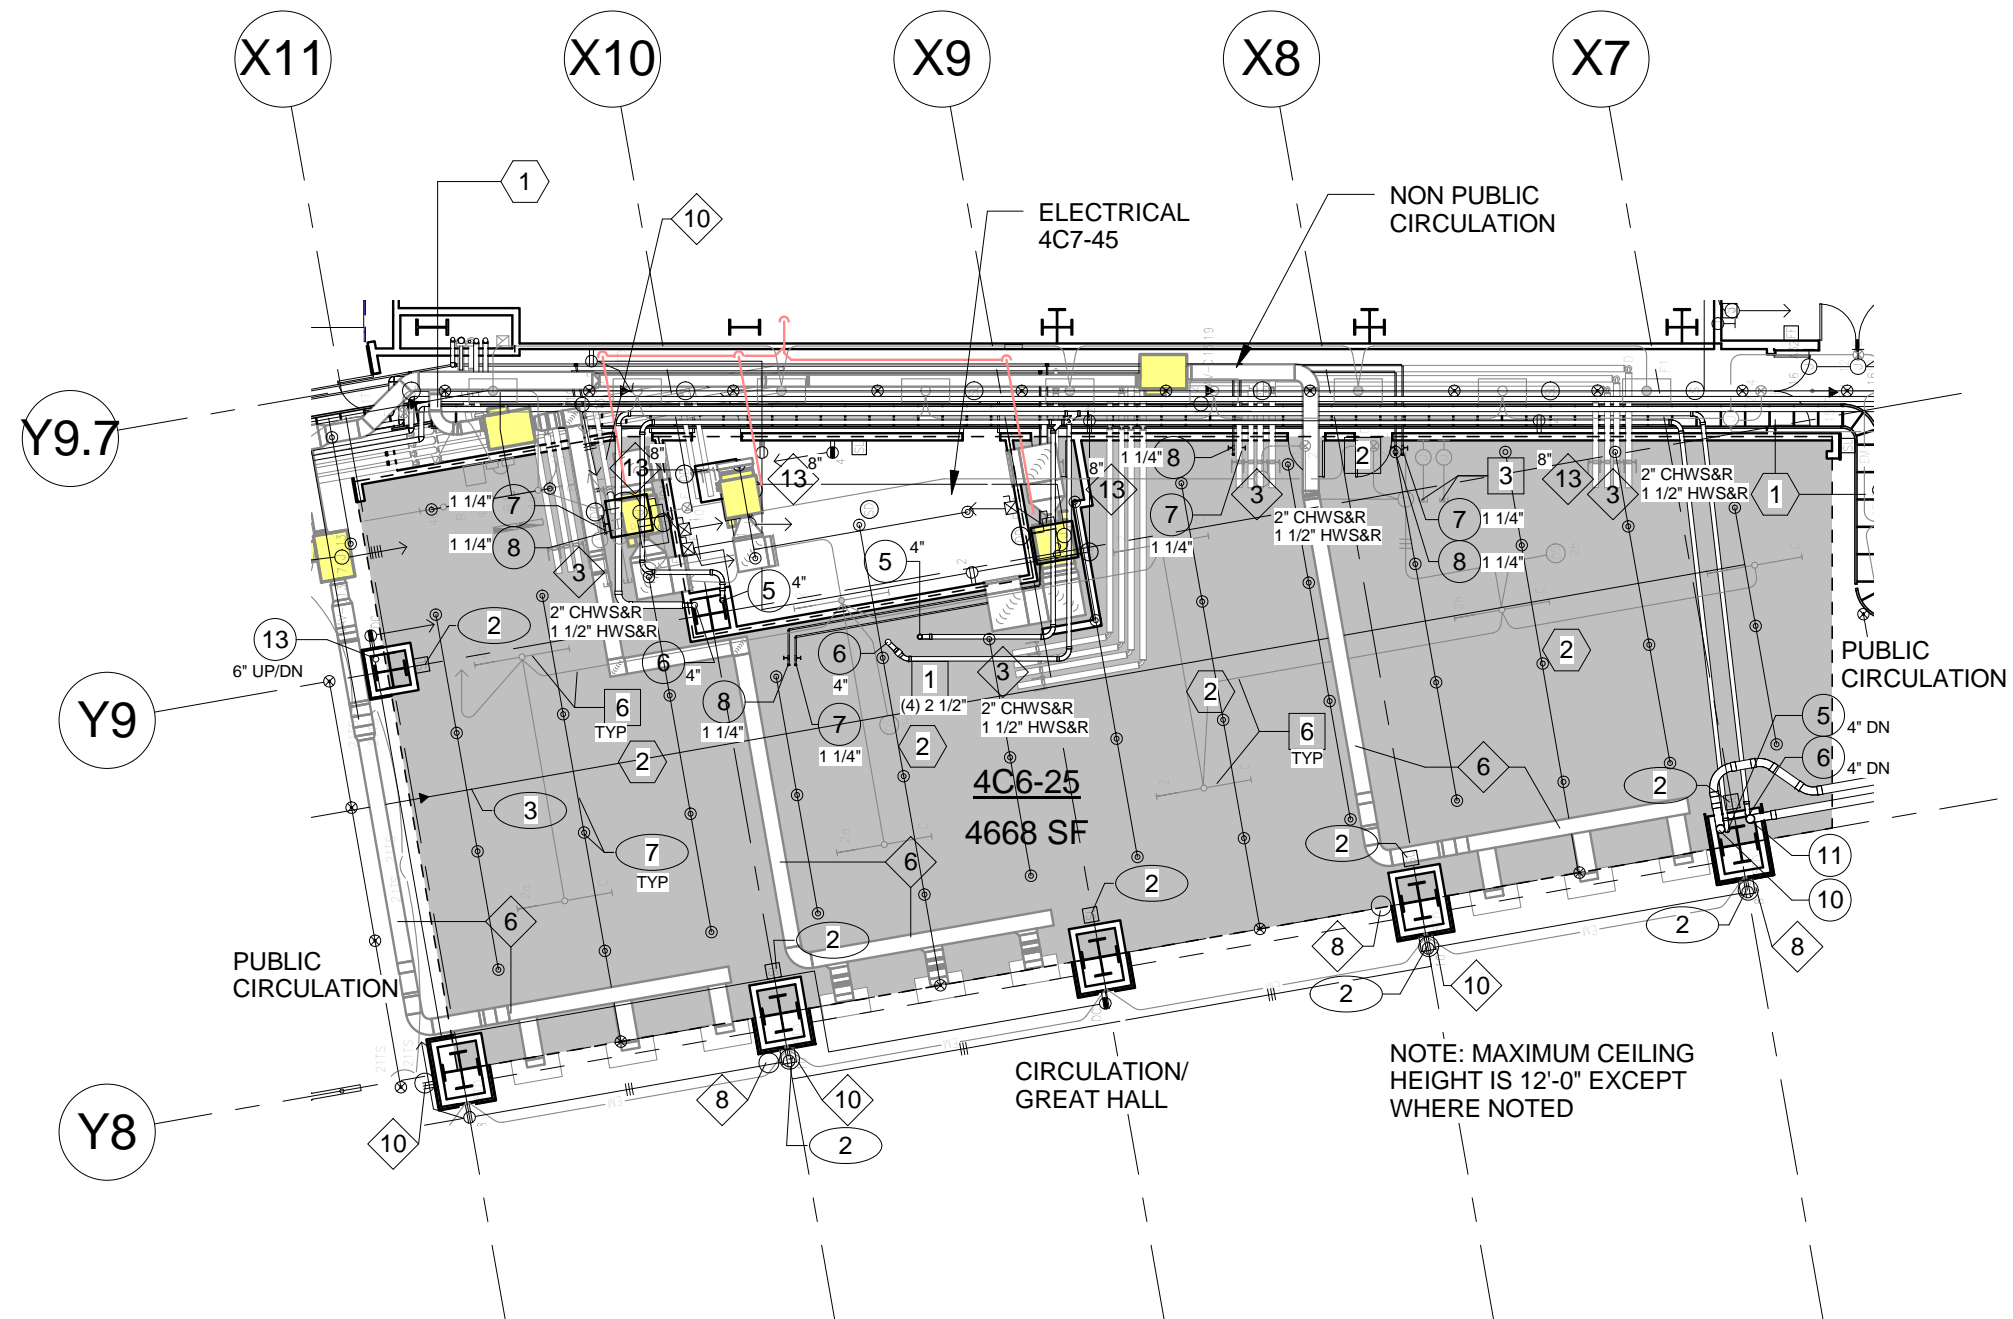 X11
X10
X9
X8
X7
1
10
ELECTRICAL
4C7-45
NON PUBLIC
CIRCULATION
Y9.7
13
8"
13
8"
8"
13
1 1/4"
8
2
3
8"
13
3
2" CHWS&R
1 1/2" HWS&R
1
1 1/4"
7
1 1/4"
8
3
2" CHWS&R
1 1/2" HWS&R
5
4"
5
4"
7
1 1/4"
3
2" CHWS&R
1 1/2" HWS&R
7
1 1/4"
8
1 1/4"
13
6" UP/DN
2
6
4"
6
4"
8
1 1/4"
7
1 1/4"
1
(4) 2 1/2"
3
2" CHWS&R
1 1/2" HWS&R
2
2
PUBLIC
CIRCULATION
Y9
6
TYP
2
2
6
TYP
5
4" DN
6
4" DN
3
4C6-25
4668 SF
6
2
7
TYP
6
2
2
11
10
6
2
8
2
8
PUBLIC
CIRCULATION
2
10
Y8
10
8
10
2
CIRCULATION/
GREAT HALL
NOTE: MAXIMUM CEILING
HEIGHT IS 12'-0" EXCEPT
WHERE NOTED